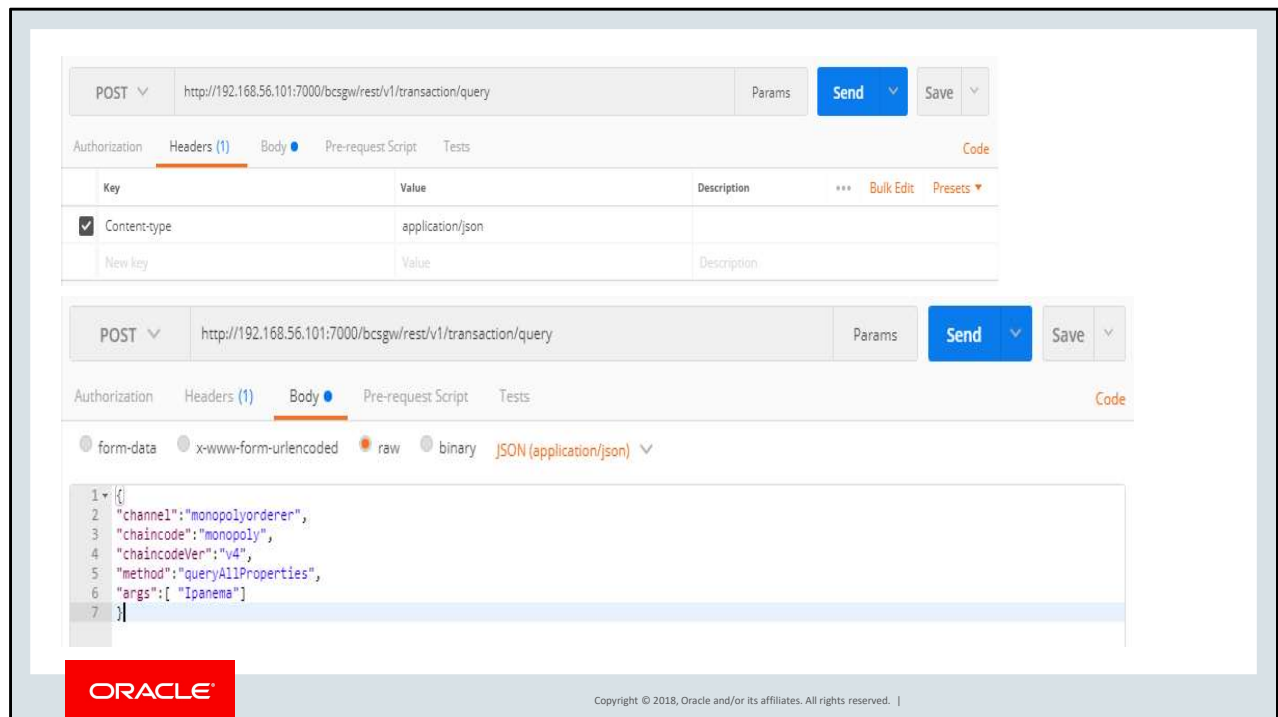 POST http://192.168.56.101:7000/bcsgw/rest/v1/transaction/query Params Send Save
Authorization Headers (1) Body Pre-request Script Tests Code
Key Value Description ••• Bulk Edit Presets
Content-type application/json
New key Value Description
POST http://192.168.56.101:7000/bcsgw/rest/v1/transaction/query Params Send Save
Authorization Headers (1) Body Pre-request Script Tests Code
form-data x-www-form-urlencoded raw binary JSON (application/json)
1 {
2 "channel":"monopolyorderer",
3 "chaincode":"monopoly",
4 "chaincodeVer":"v4",
5 "method":"queryAllProperties",
6 "args":[ "Ipanema"]
7 }
ORACLE®
Copyright © 2018, Oracle and/or its affiliates. All rights reserved. |